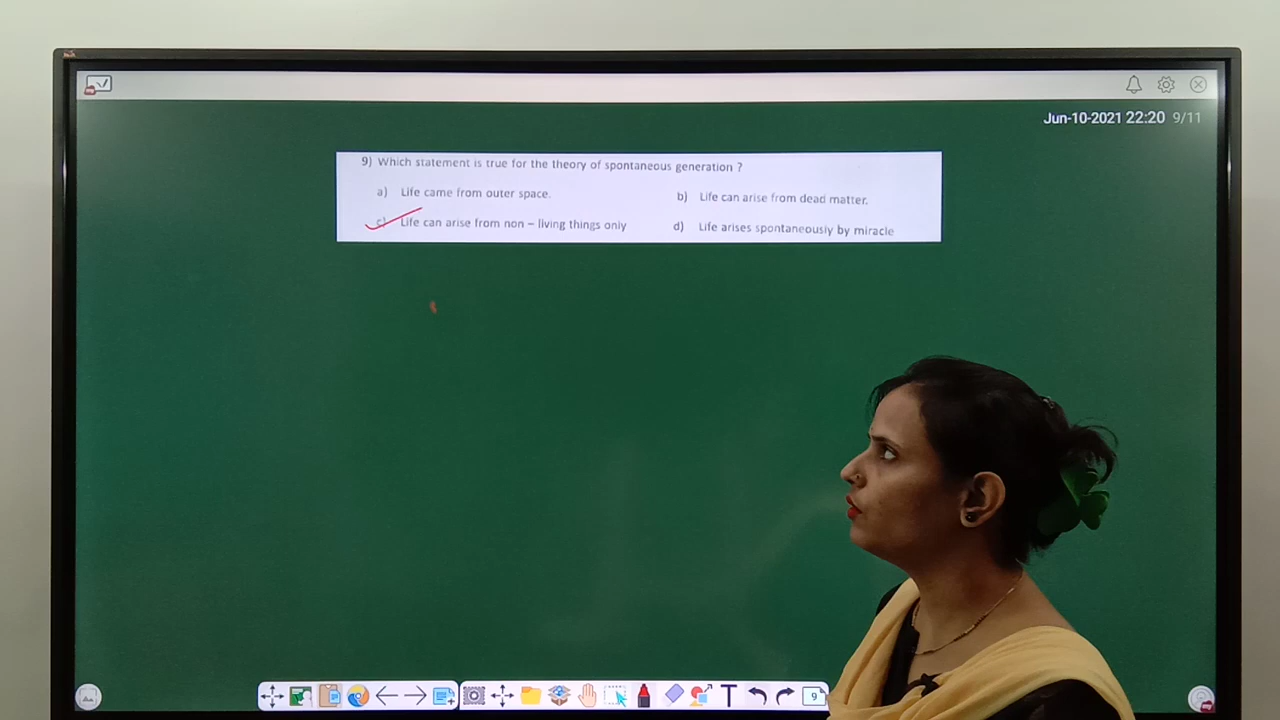 Jun-10-2021 22:20 9/11
9) Which statement is true for the theory of spontaneous generation ?
a) Life came from outer space. b) Life can arise from dead matter.
c) Life can arise from non – living things only d) Life arises spontaneously by miracle
T 9